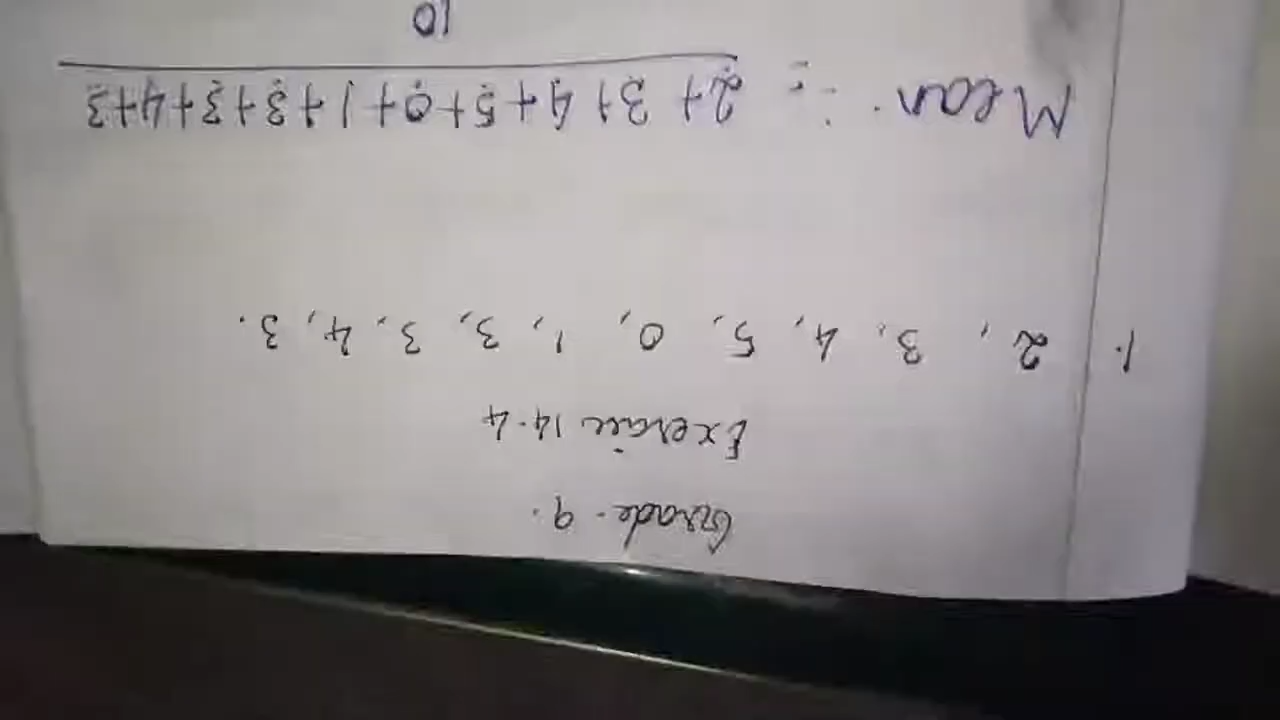 Grade. 9.
Exercise 14.4
1. 2, 3, 4, 5, 0, 1, 3, 3, 4, 3.
Mean. := 2+3+4+5+0+1+3+3+4+3
10